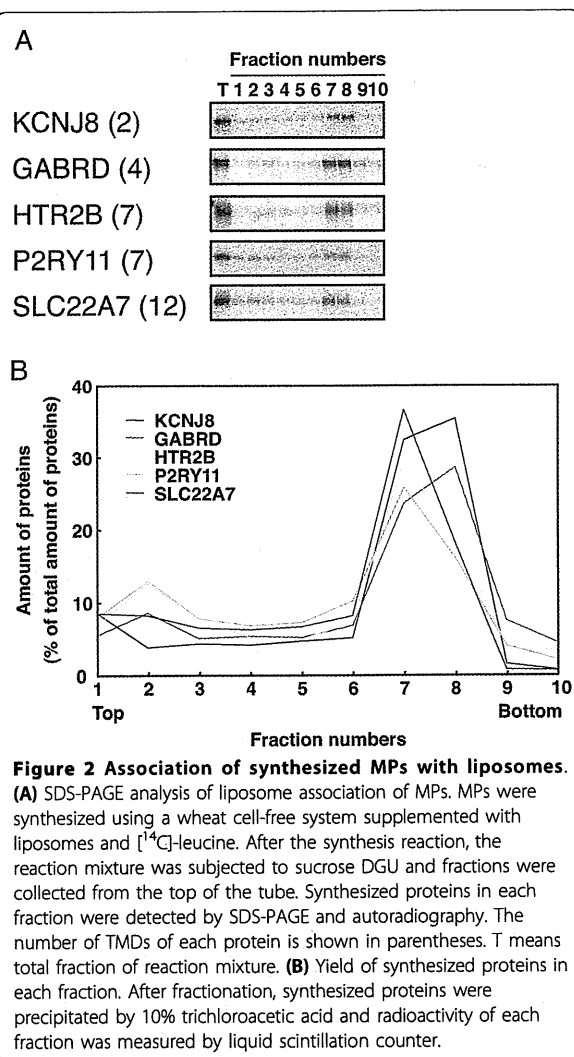 A
Fraction numbers
T 1 2 3 4 5 6 7 8 9 10
KCNJ8 (2)
GABRD (4)
HTR2B (7)
P2RY11 (7)
SLC22A7 (12)
B
Amount of proteins
(% of total amount of proteins)
40
30
20
10
0
KCNJ8
GABRD
HTR2B
P2RY11
SLC22A7
1 2 3 4 5 6 7 8 9 10
Top Bottom
Fraction numbers
Figure 2 Association of synthesized MPs with liposomes.
(A) SDS-PAGE analysis of liposome association of MPs. MPs were
synthesized using a wheat cell-free system supplemented with
liposomes and [¹⁴C]-leucine. After the synthesis reaction, the
reaction mixture was subjected to sucrose DGU and fractions were
collected from the top of the tube. Synthesized proteins in each
fraction were detected by SDS-PAGE and autoradiography. The
number of TMDs of each protein is shown in parentheses. T means
total fraction of reaction mixture. (B) Yield of synthesized proteins in
each fraction. After fractionation, synthesized proteins were
precipitated by 10% trichloroacetic acid and radioactivity of each
fraction was measured by liquid scintillation counter.